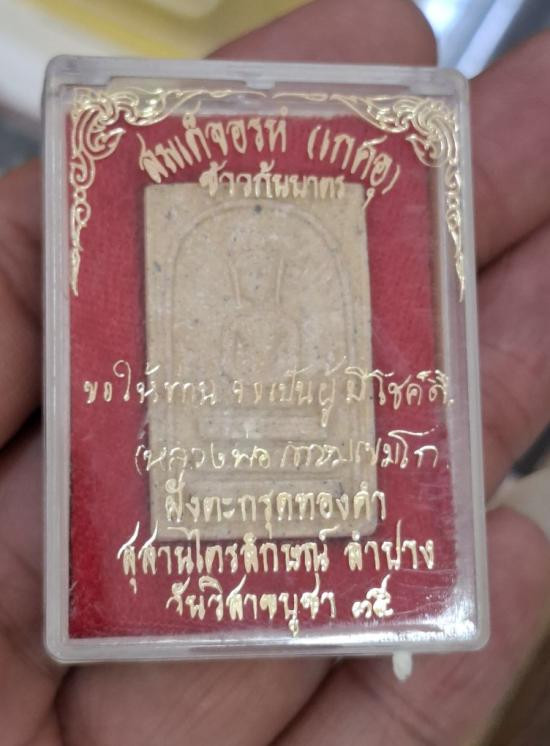 สมเด็จอรหํ (เกศจุ)
ข้าวก้นบาตร
ขอให้ท่าน จงเป็นผู้ มีโชคดี.
(หลวงพ่อเกษม เขมโก
ฝังตะกรุดทองคำ
สุสานไตรลักษณ์ ลำปาง
วันวิสาขบูชา ๓๕